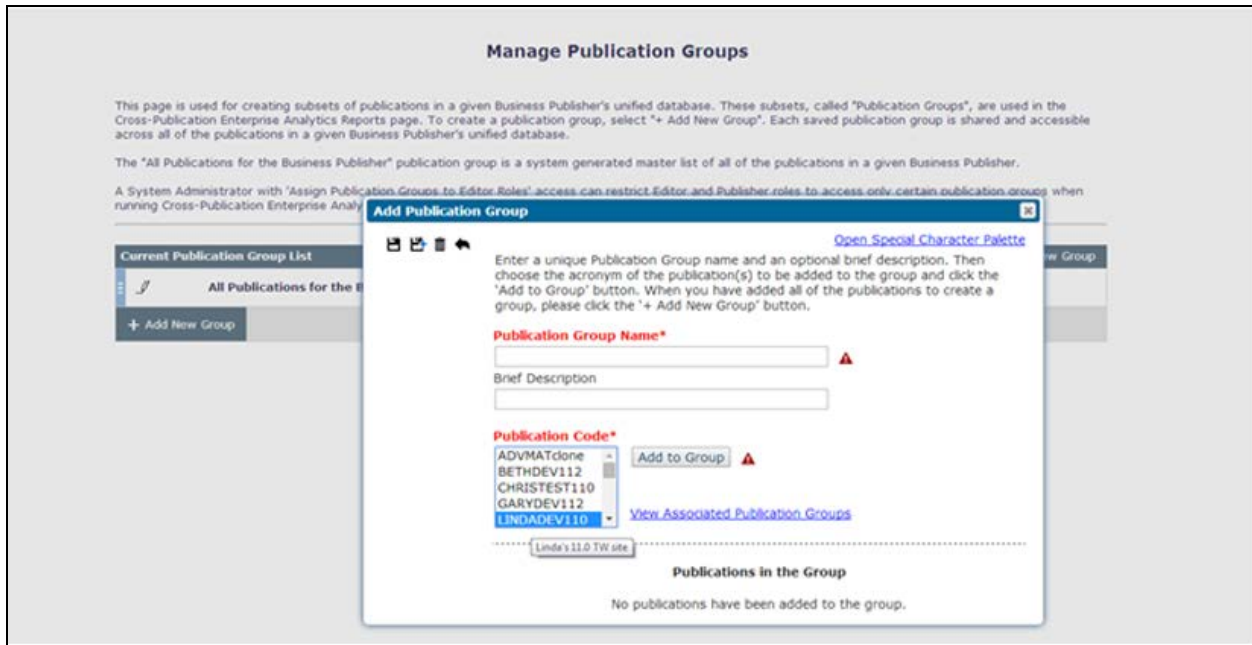 Manage Publication Groups
This page is used for creating subsets of publications in a given Business Publisher's unified database. These subsets, called "Publication Groups", are used in the
Cross-Publication Enterprise Analytics Reports page. To create a publication group, select "+ Add New Group". Each saved publication group is shared and accessible
across all of the publications in a given Business Publisher's unified database.
The "All Publications for the Business Publisher" publication group is a system generated master list of all of the publications in a given Business Publisher.
A System Administrator with 'Assign Publication Groups to Editor Roles' access can restrict Editor and Publisher roles to access only certain publication groups when
running Cross-Publication Enterprise Analy
Add Publication Group
Open Special Character Palette
Current Publication Group List
ew Group
Enter a unique Publication Group name and an optional brief description. Then
choose the acronym of the publication(s) to be added to the group and click the
'Add to Group' button. When you have added all of the publications to create a
group, please click the '+ Add New Group' button.
All Publications for the B
+ Add New Group
Publication Group Name*
Brief Description
Publication Code*
ADVMATclone
BETHDEV112
CHRISTEST110
GARYDEV112
LINDADEV110
Add to Group
View Associated Publication Groups
Linda's 11.0 TW site
Publications in the Group
No publications have been added to the group.